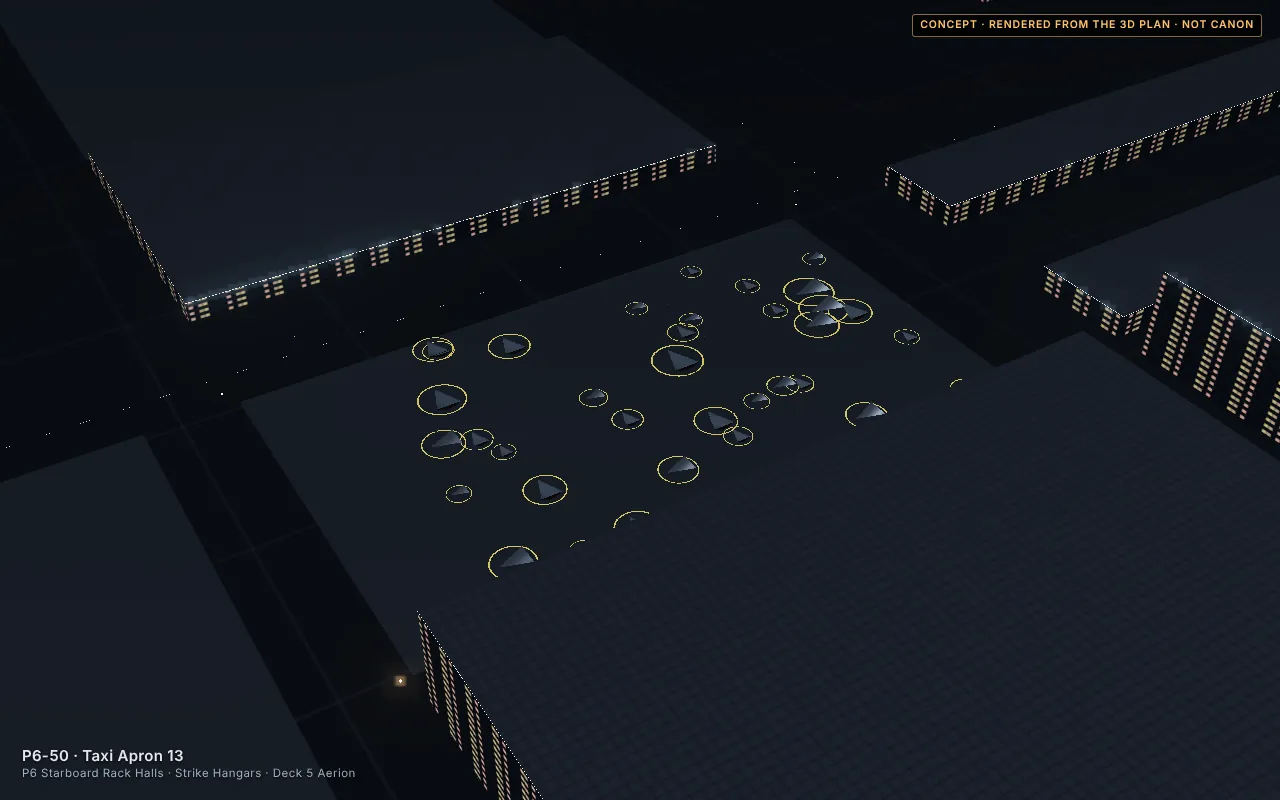 CONCEPT · RENDERED FROM THE 3D PLAN · NOT CANON
P6-50 · Taxi Apron 13
P6 Starboard Rack Halls · Strike Hangars · Deck 5 Aerion